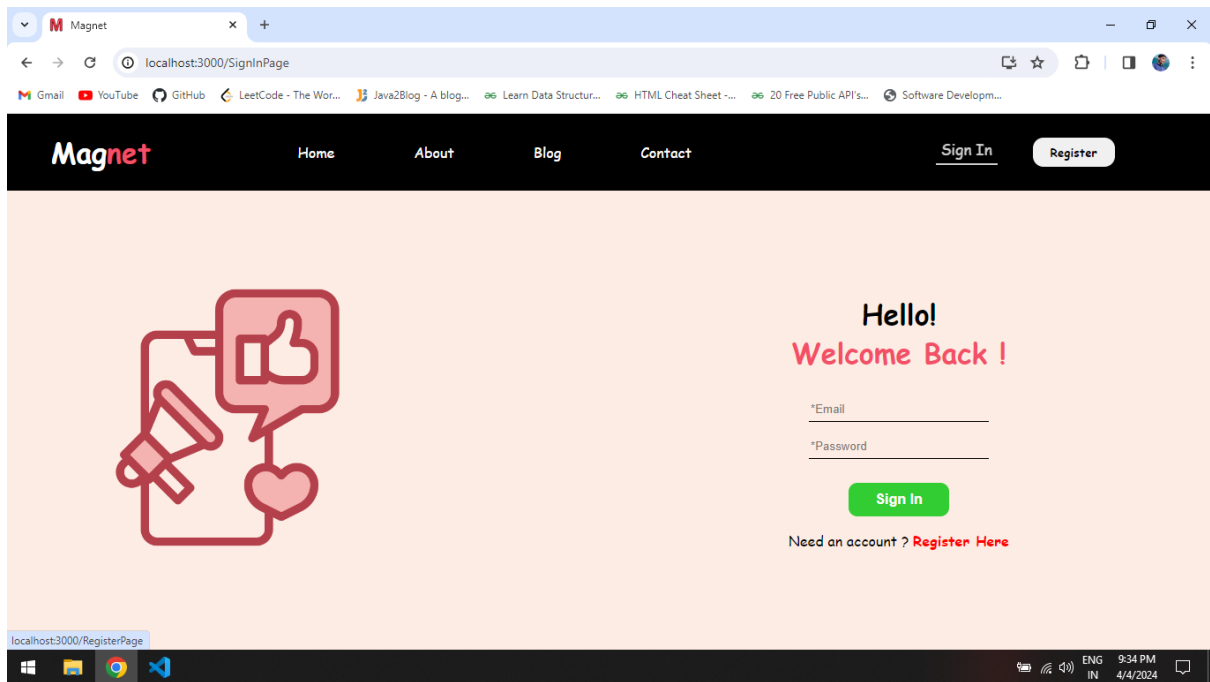 Magnet
localhost:3000/SignInPage
Gmail YouTube GitHub LeetCode - The Wor... Java2Blog - A blog... Learn Data Structur... HTML Cheat Sheet -... 20 Free Public API's... Software Developm...
Magnet Home About Blog Contact Sign In Register
Hello!
Welcome Back !
*Email
*Password
Sign In
Need an account ? Register Here
localhost:3000/RegisterPage
ENG 9:34 PM
IN 4/4/2024